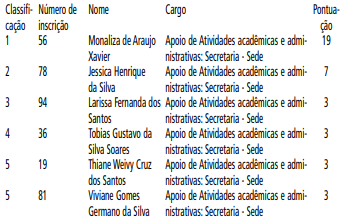 Classifi- Número de Nome Cargo Pontua-
cação inscrição ção
1 56 Monaliza de Araujo Apoio de Atividades acadêmicas e admi- 19
Xavier nistrativas: Secretaria - Sede
2 78 Jessica Henrique Apoio de Atividades acadêmicas e admi- 7
da Silva nistrativas: Secretaria - Sede
3 94 Larissa Fernanda dos Apoio de Atividades acadêmicas e admi- 3
Santos nistrativas: Secretaria - Sede
4 36 Tobias Gustavo da Apoio de Atividades acadêmicas e admi- 3
Silva Soares nistrativas: Secretaria - Sede
5 19 Thiane Weivy Cruz Apoio de Atividades acadêmicas e admi- 3
dos Santos nistrativas: Secretaria - Sede
5 81 Viviane Gomes Apoio de Atividades acadêmicas e admi- 3
Germano da Silva nistrativas: Secretaria - Sede